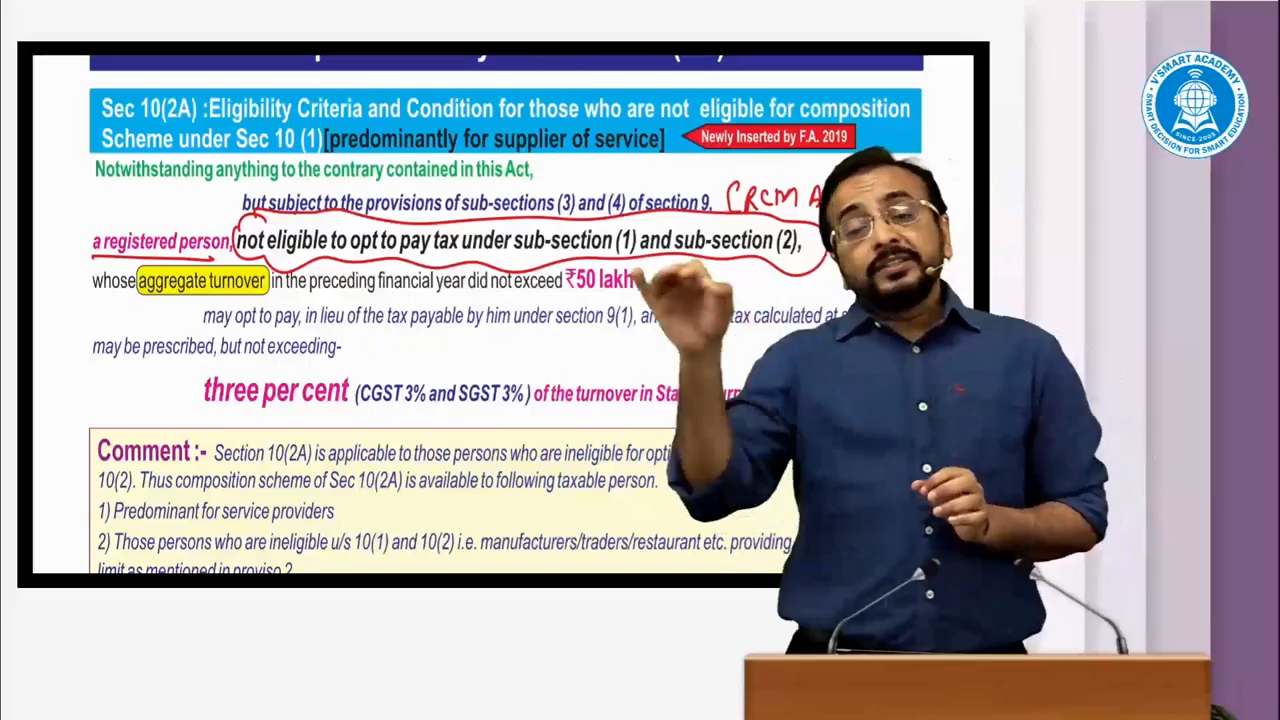 Sec 10(2A) :Eligibility Criteria and Condition for those who are not eligible for composition
Scheme under Sec 10 (1)[predominantly for supplier of service]
Newly Inserted by F.A. 2019
Notwithstanding anything to the contrary contained in this Act,
but subject to the provisions of sub-sections (3) and (4) of section 9, (RCM A
a registered person, not eligible to opt to pay tax under sub-section (1) and sub-section (2),
whose aggregate turnover in the preceding financial year did not exceed ₹50 lakh
may opt to pay, in lieu of the tax payable by him under section 9(1), an tax calculated at
may be prescribed, but not exceeding-
three per cent (CGST 3% and SGST 3%) of the turnover in Sta
Comment :- Section 10(2A) is applicable to those persons who are ineligible for opti
10(2). Thus composition scheme of Sec 10(2A) is available to following taxable person.
1) Predominant for service providers
2) Those persons who are ineligible u/s 10(1) and 10(2) i.e. manufacturers/traders/restaurant etc. providing
limit as mentioned in proviso 2
V'SMART ACADEMY
SINCE-2005
SMART DECISION FOR SMART EDUCATION